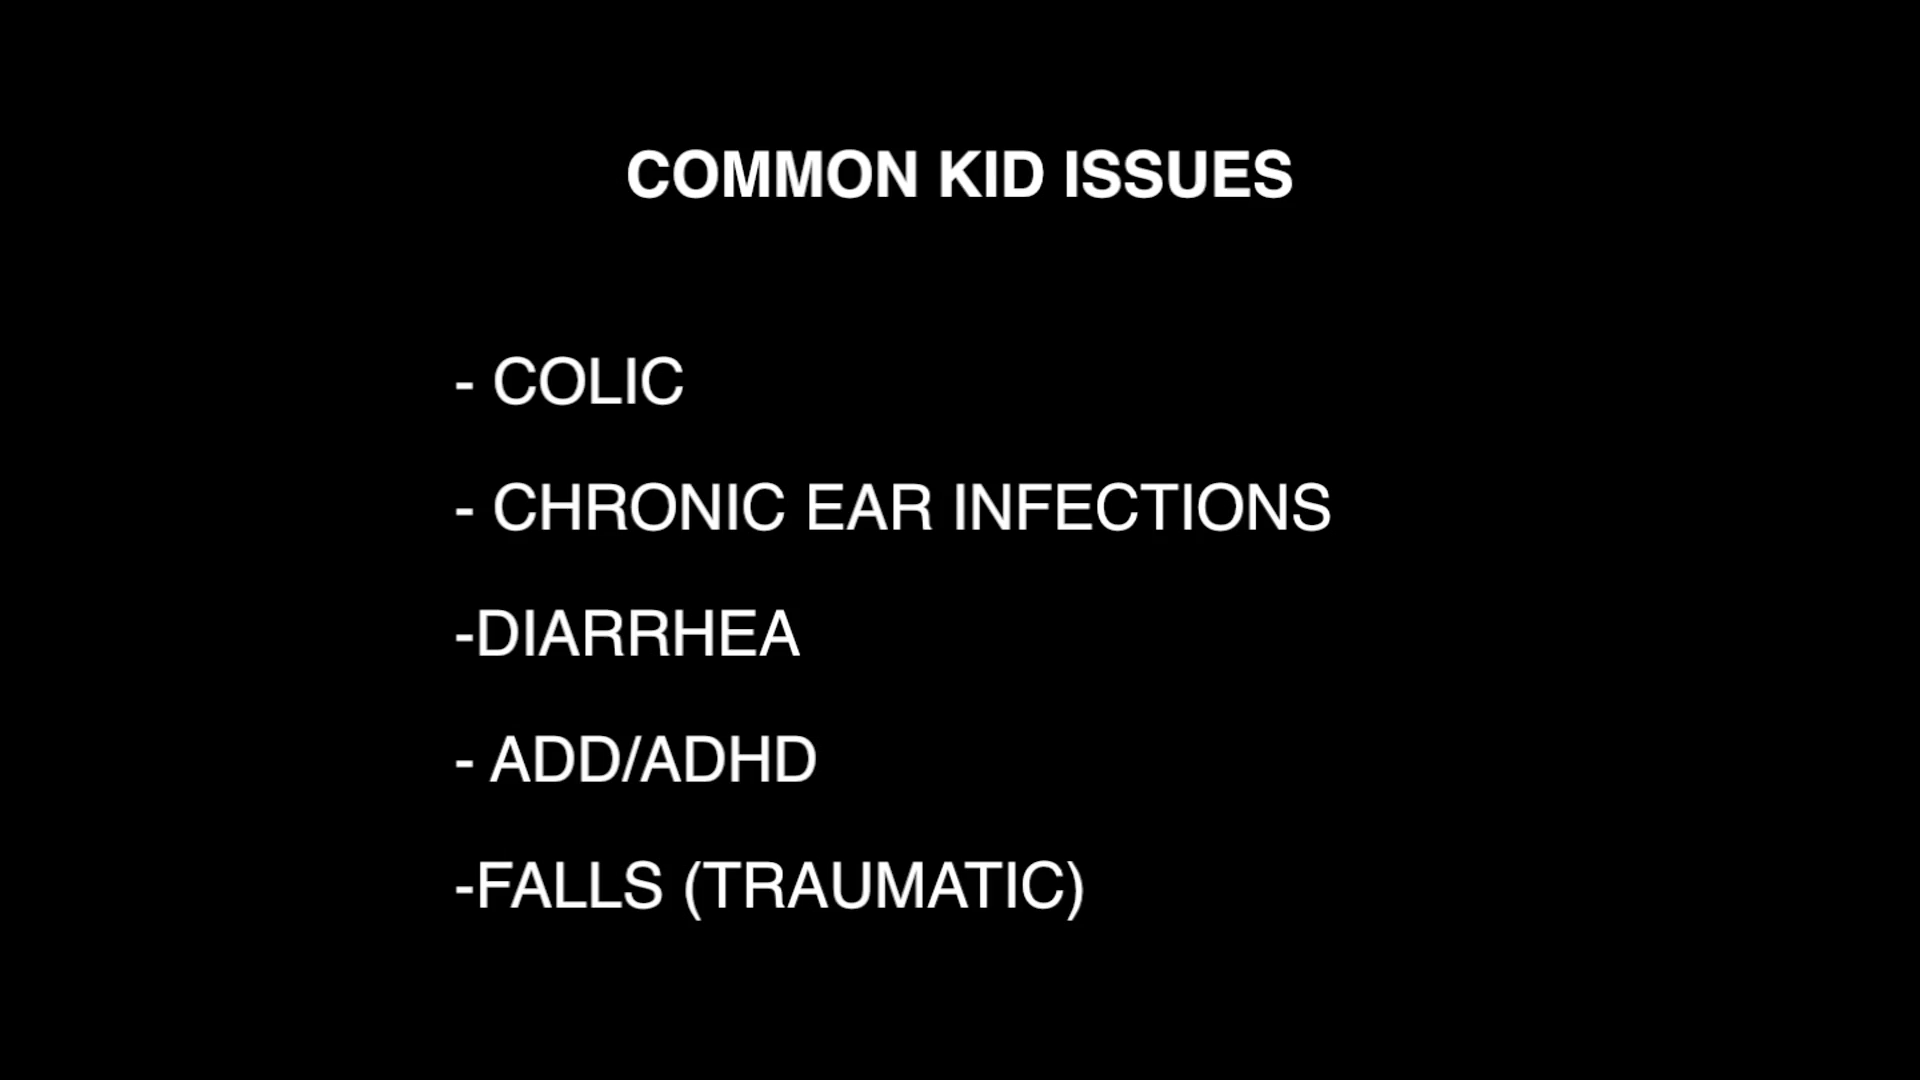 COMMON KID ISSUES
- COLIC
- CHRONIC EAR INFECTIONS
-DIARRHEA
- ADD/ADHD
-FALLS (TRAUMATIC)